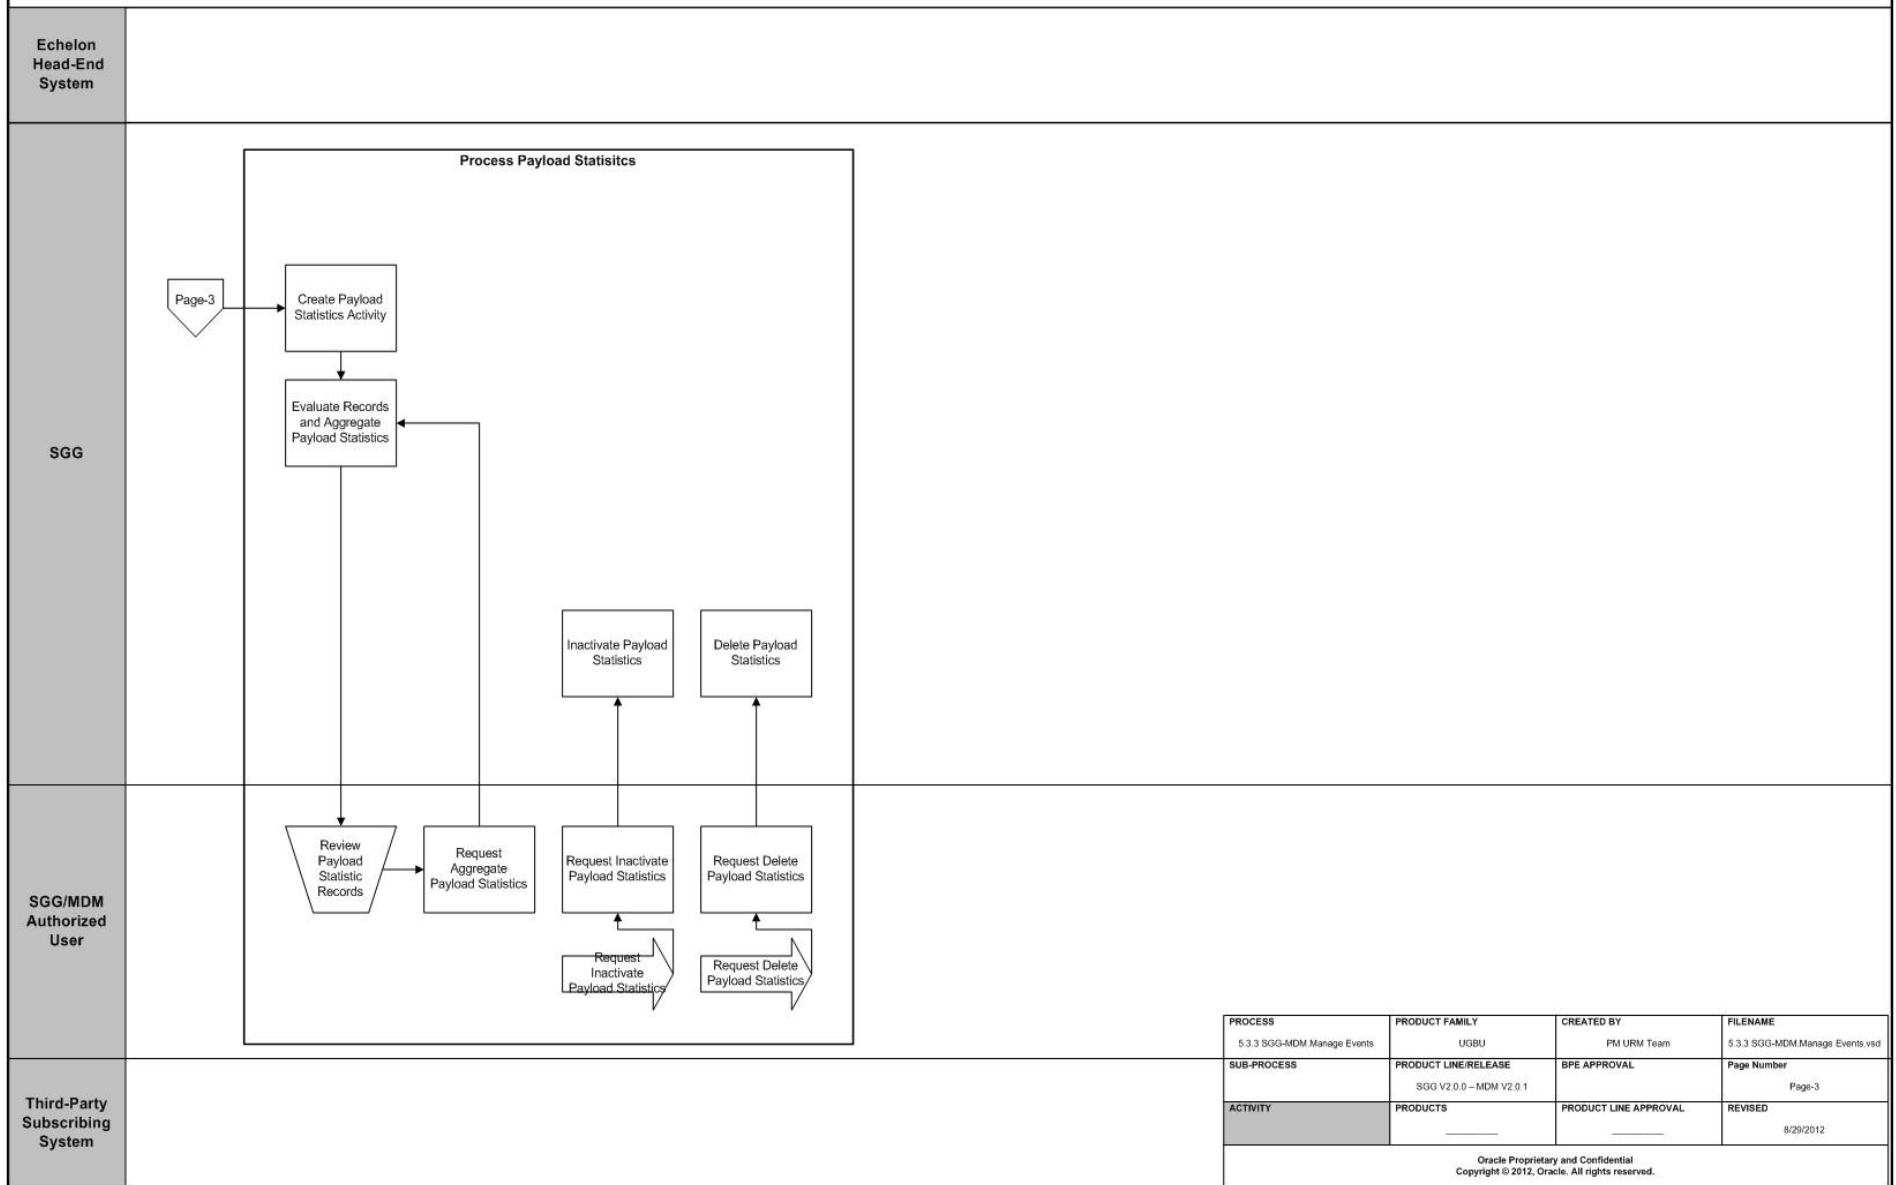 Echelon
Head-End
System
Process Payload Statisitcs
Page-3
Create Payload
Statistics Activity
Evaluate Records
and Aggregate
Payload Statistics
SGG
Inactivate Payload
Statistics
Delete Payload
Statistics
Review
Payload
Statistic
Records
Request
Aggregate
Payload Statistics
Request Inactivate
Payload Statistics
Request Delete
Payload Statistics
SGG/MDM
Authorized
User
Request
Inactivate
Payload Statistics
Request Delete
Payload Statistics
Third-Party
Subscribing
System
PROCESS
5.3.3 SGG-MDM.Manage Events
PRODUCT FAMILY
UGBU
CREATED BY
PM URM Team
FILENAME
5.3.3 SGG-MDM.Manage Events.vsd
SUB-PROCESS
PRODUCT LINE/RELEASE
SGG V2.0.0 – MDM V2.0.1
BPE APPROVAL
Page Number
Page-3
ACTIVITY
PRODUCTS
PRODUCT LINE APPROVAL
REVISED
8/29/2012
Oracle Proprietary and Confidential
Copyright © 2012, Oracle. All rights reserved.